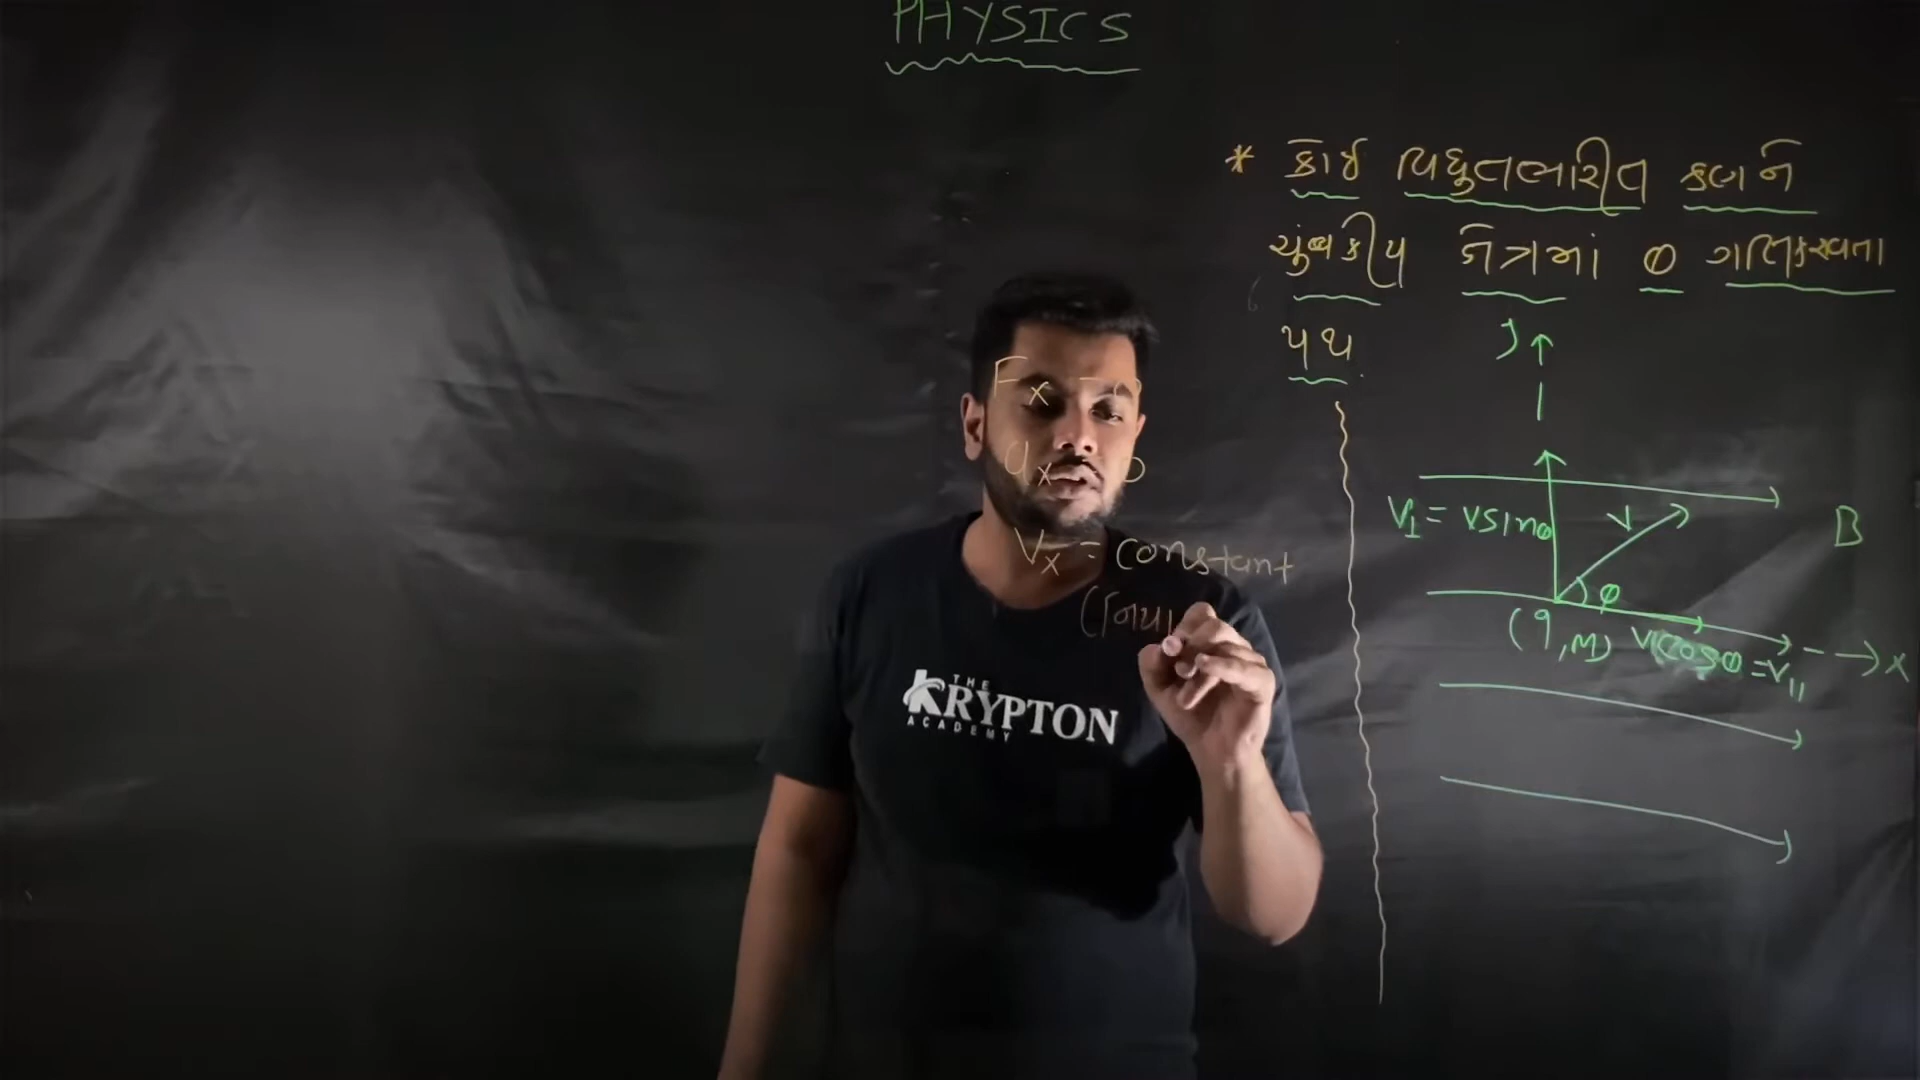 PHYSICS
* કોઈ વિદ્યુતભારિત કણને
ચુંબકીય ક્ષેત્રમાં θ ગતિ કરાવતા
પથ
y
Fx = 0
ax = 0
Vx = constant
(નિયા
V⊥ = vsinθ
V
B
θ
(q,m) Vcosθ = V||
x
THE
KRYPTON
ACADEMY